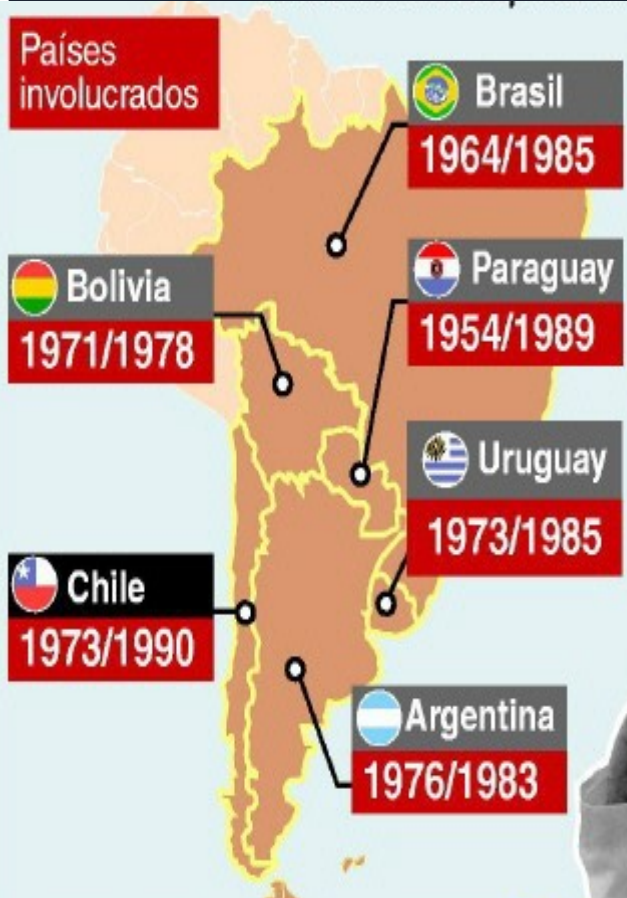 Países
involucrados
Brasil
1964/1985
Bolivia
1971/1978
Paraguay
1954/1989
Uruguay
1973/1985
Chile
1973/1990
Argentina
1976/1983